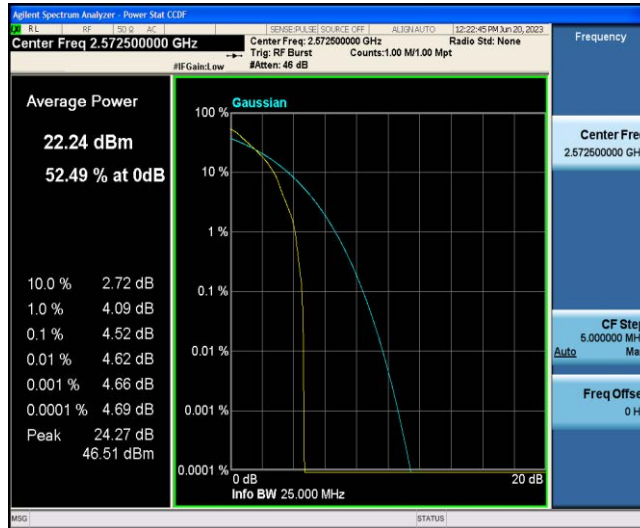 Agilent Spectrum Analyzer - Power Stat CCDF
RL RF 50 Ω AC SENSE:PULSE SOURCE OFF ALIGNAUTO 12:22:45 PM Jun 20, 2023
Center Freq 2.572500000 GHz
Center Freq: 2.572500000 GHz Radio Std: None
Trig: RF Burst Counts:1.00 M/1.00 Mpt
#IFGain:Low #Atten: 46 dB
Frequency
Average Power
22.24 dBm
52.49 % at 0dB
10.0 % 2.72 dB
1.0 % 4.09 dB
0.1 % 4.52 dB
0.01 % 4.62 dB
0.001 % 4.66 dB
0.0001 % 4.69 dB
Peak 24.27 dB
46.51 dBm
Gaussian
100 %
10 %
1 %
0.1 %
0.01 %
0.001 %
0.0001 %
0 dB 20 dB
Info BW 25.000 MHz
Center Fre
2.572500000 GH
CF Step
5.000000 MH
Auto Ma
Freq Offse
0 H
MSG STATUS